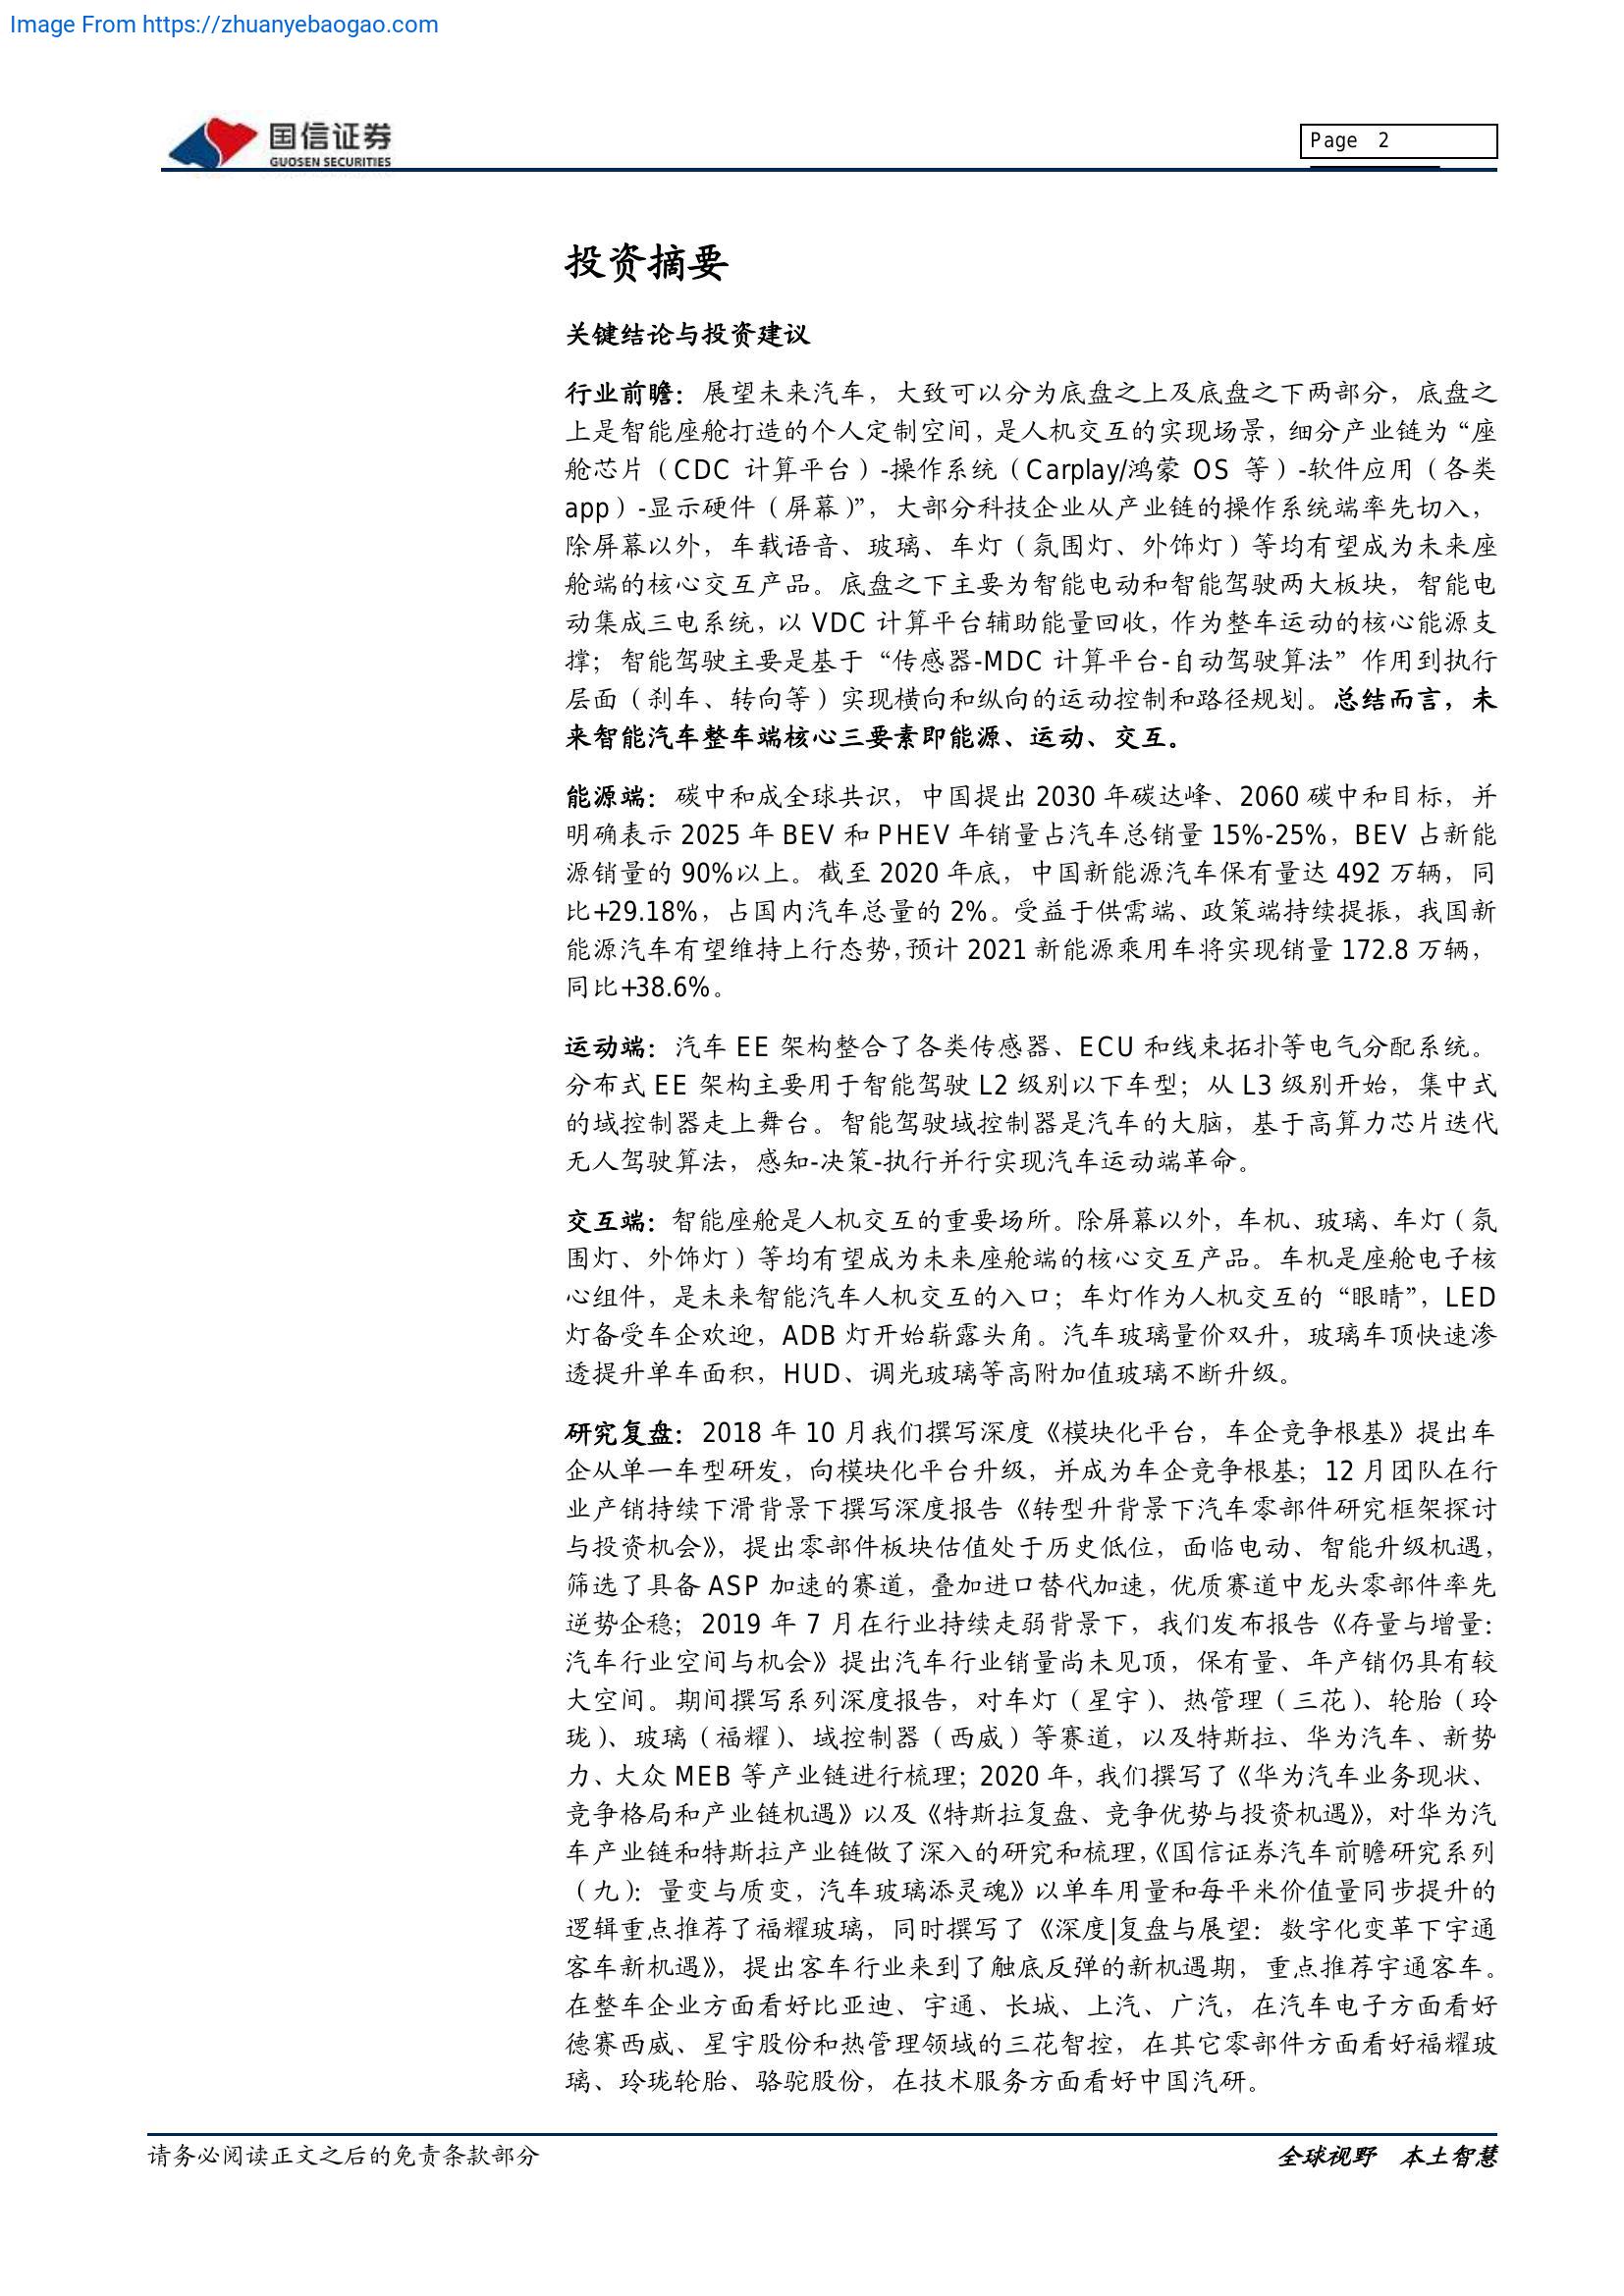 Image From https://zhuanyebaogao.com
国信证券
GUOSEN SECURITIES
Page 2
投资摘要
关键结论与投资建议
行业前瞻：展望未来汽车，大致可以分为底盘之上及底盘之下两部分，底盘之
上是智能座舱打造的个人定制空间，是人机交互的实现场景，细分产业链为“座
舱芯片（CDC 计算平台）-操作系统（Carplay/鸿蒙 OS 等）-软件应用（各类
app）-显示硬件（屏幕）”，大部分科技企业从产业链的操作系统端率先切入，
除屏幕以外，车载语音、玻璃、车灯（氛围灯、外饰灯）等均有望成为未来座
舱端的核心交互产品。底盘之下主要为智能电动和智能驾驶两大板块，智能电
动集成三电系统，以 VDC 计算平台辅助能量回收，作为整车运动的核心能源支
撑；智能驾驶主要是基于“传感器-MDC 计算平台-自动驾驶算法”作用到执行
层面（刹车、转向等）实现横向和纵向的运动控制和路径规划。总结而言，未
来智能汽车整车端核心三要素即能源、运动、交互。
能源端：碳中和成全球共识，中国提出 2030 年碳达峰、2060 碳中和目标，并
明确表示 2025 年 BEV 和 PHEV 年销量占汽车总销量 15%-25%，BEV 占新能
源销量的 90%以上。截至 2020 年底，中国新能源汽车保有量达 492 万辆，同
比+29.18%，占国内汽车总量的 2%。受益于供需端、政策端持续提振，我国新
能源汽车有望维持上行态势，预计 2021 新能源乘用车将实现销量 172.8 万辆，
同比+38.6%。
运动端：汽车 EE 架构整合了各类传感器、ECU 和线束拓扑等电气分配系统。
分布式 EE 架构主要用于智能驾驶 L2 级别以下车型；从 L3 级别开始，集中式
的域控制器走上舞台。智能驾驶域控制器是汽车的大脑，基于高算力芯片迭代
无人驾驶算法，感知-决策-执行并行实现汽车运动端革命。
交互端：智能座舱是人机交互的重要场所。除屏幕以外，车机、玻璃、车灯（氛
围灯、外饰灯）等均有望成为未来座舱端的核心交互产品。车机是座舱电子核
心组件，是未来智能汽车人机交互的入口；车灯作为人机交互的“眼睛”，LED
灯备受车企欢迎，ADB 灯开始崭露头角。汽车玻璃量价双升，玻璃车顶快速渗
透提升单车面积，HUD、调光玻璃等高附加值玻璃不断升级。
研究复盘：2018 年 10 月我们撰写深度《模块化平台，车企竞争根基》提出车
企从单一车型研发，向模块化平台升级，并成为车企竞争根基；12 月团队在行
业产销持续下滑背景下撰写深度报告《转型升背景下汽车零部件研究框架探讨
与投资机会》，提出零部件板块估值处于历史低位，面临电动、智能升级机遇，
筛选了具备 ASP 加速的赛道，叠加进口替代加速，优质赛道中龙头零部件率先
逆势企稳；2019 年 7 月在行业持续走弱背景下，我们发布报告《存量与增量：
汽车行业空间与机会》提出汽车行业销量尚未见顶，保有量、年产销仍具有较
大空间。期间撰写系列深度报告，对车灯（星宇）、热管理（三花）、轮胎（玲
珑）、玻璃（福耀）、域控制器（西威）等赛道，以及特斯拉、华为汽车、新势
力、大众 MEB 等产业链进行梳理；2020 年，我们撰写了《华为汽车业务现状、
竞争格局和产业链机遇》以及《特斯拉复盘、竞争优势与投资机遇》，对华为汽
车产业链和特斯拉产业链做了深入的研究和梳理，《国信证券汽车前瞻研究系列
（九）：量变与质变，汽车玻璃添灵魂》以单车用量和每平米价值量同步提升的
逻辑重点推荐了福耀玻璃，同时撰写了《深度|复盘与展望：数字化变革下宇通
客车新机遇》，提出客车行业来到了触底反弹的新机遇期，重点推荐宇通客车。
在整车企业方面看好比亚迪、宇通、长城、上汽、广汽，在汽车电子方面看好
德赛西威、星宇股份和热管理领域的三花智控，在其它零部件方面看好福耀玻
璃、玲珑轮胎、骆驼股份，在技术服务方面看好中国汽研。
请务必阅读正文之后的免责条款部分
全球视野 本土智慧